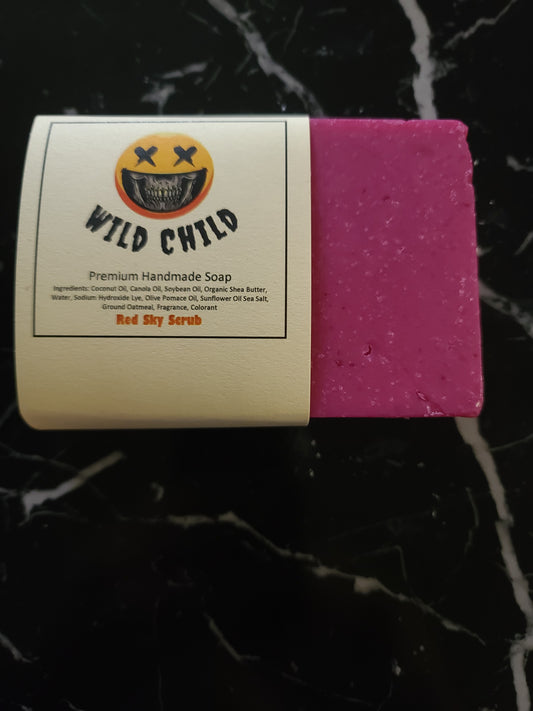 WILD CHILD
Premium Handmade Soap
Ingredients: Coconut Oil, Canola Oil, Soybean Oil, Organic Shea Butter,
Water, Sodium Hydroxide Lye, Olive Pomace Oil, Sunflower Oil Sea Salt,
Ground Oatmeal, Fragrance, Colorant
Red Sky Scrub